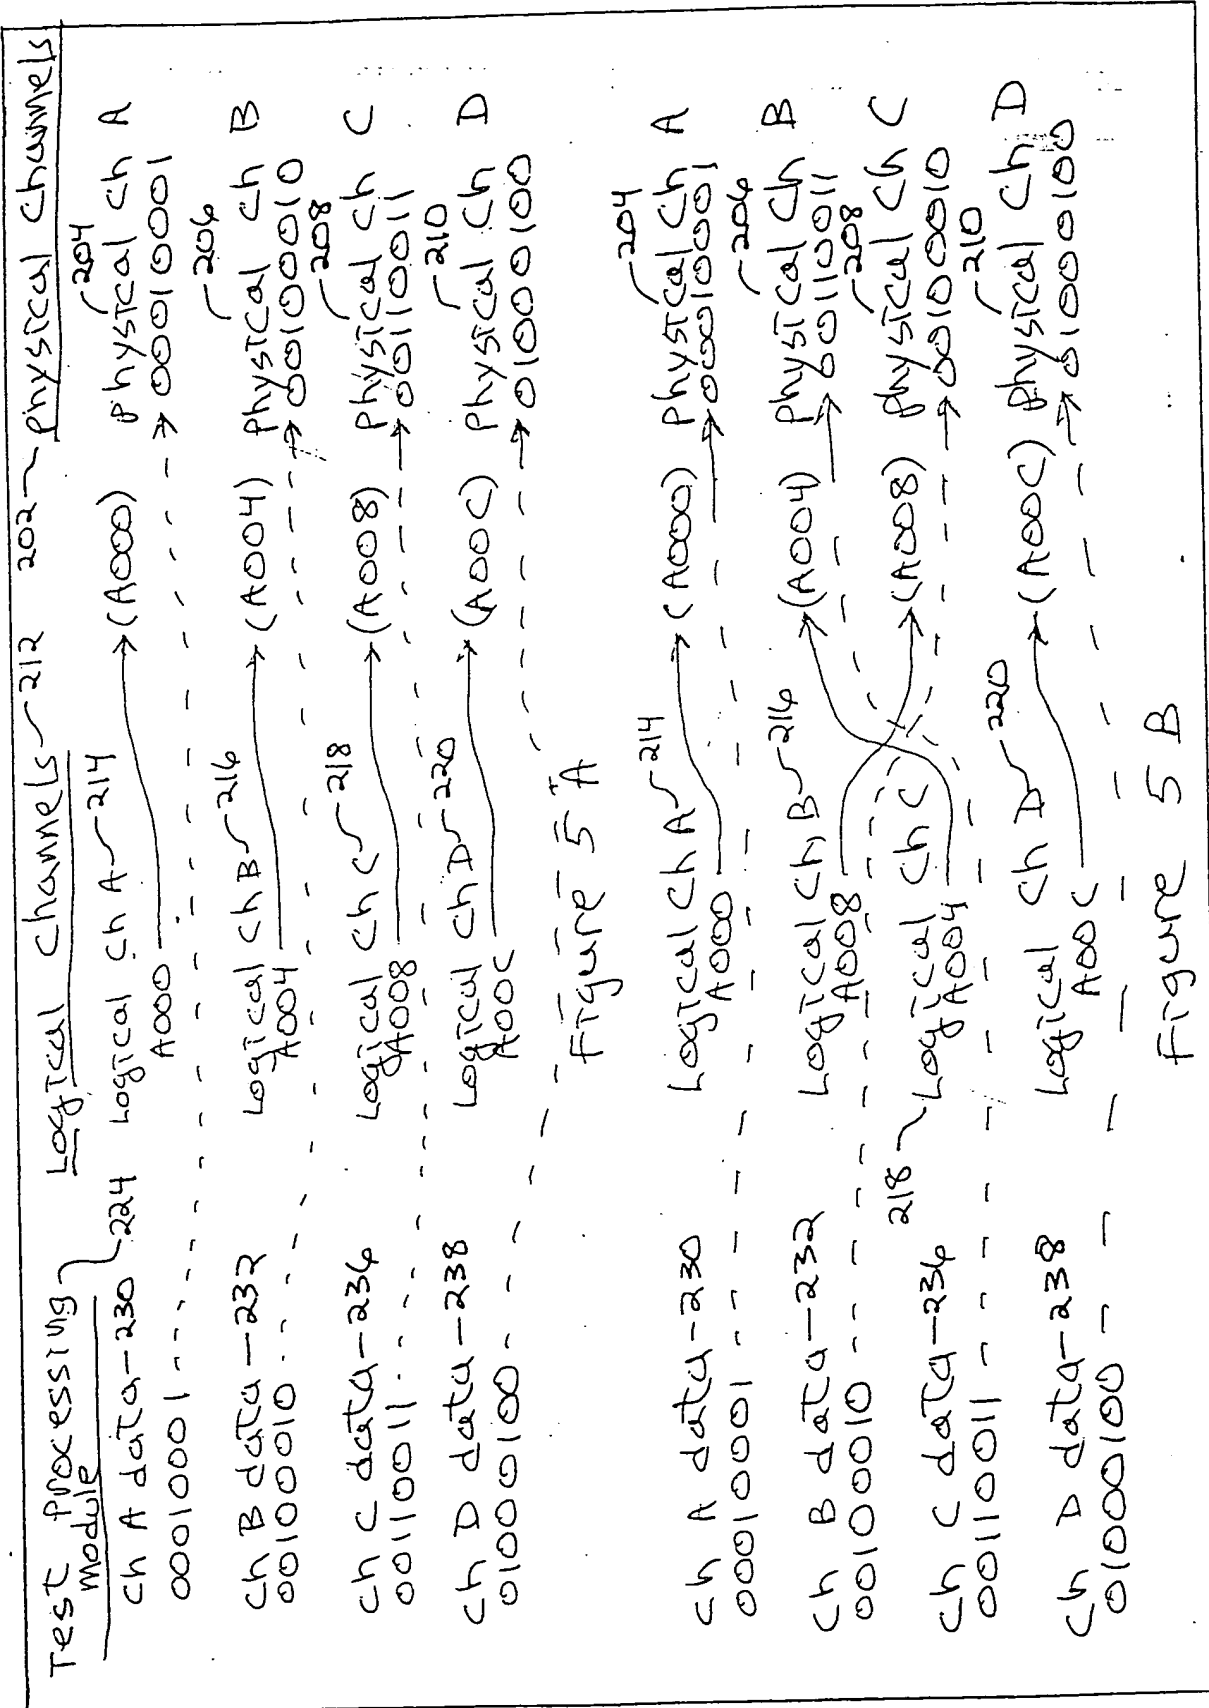 Test Processing Module 224 Logical Channels 212 202 Physical Channels
Ch A data-230 Logical Ch A 214 204
00010001 A000 (A000) Physical Ch A
00010001
Ch B data-232 Logical Ch B 216 206
00100010 A004 (A004) Physical Ch B
00100010
Ch C data-236 Logical Ch C 218 208
00110011 A008 (A008) Physical Ch C
00110011
Ch D data-238 Logical Ch D 220 210
01000100 A00C (A00C) Physical Ch D
01000100
Figure 5A
Ch A data-230 Logical Ch A 214 204
00010001 A000 (A000) Physical Ch A
00010001
Ch B data-232 Logical Ch B 216 206
00100010 A008 (A004) Physical Ch B
00110011
Ch C data-236 218 Logical Ch C 208
00110011 A004 (A008) Physical Ch C
00100010
Ch D data-238 Logical Ch D 220 210
01000100 A00C (A00C) Physical Ch D
01000100
Figure 5B